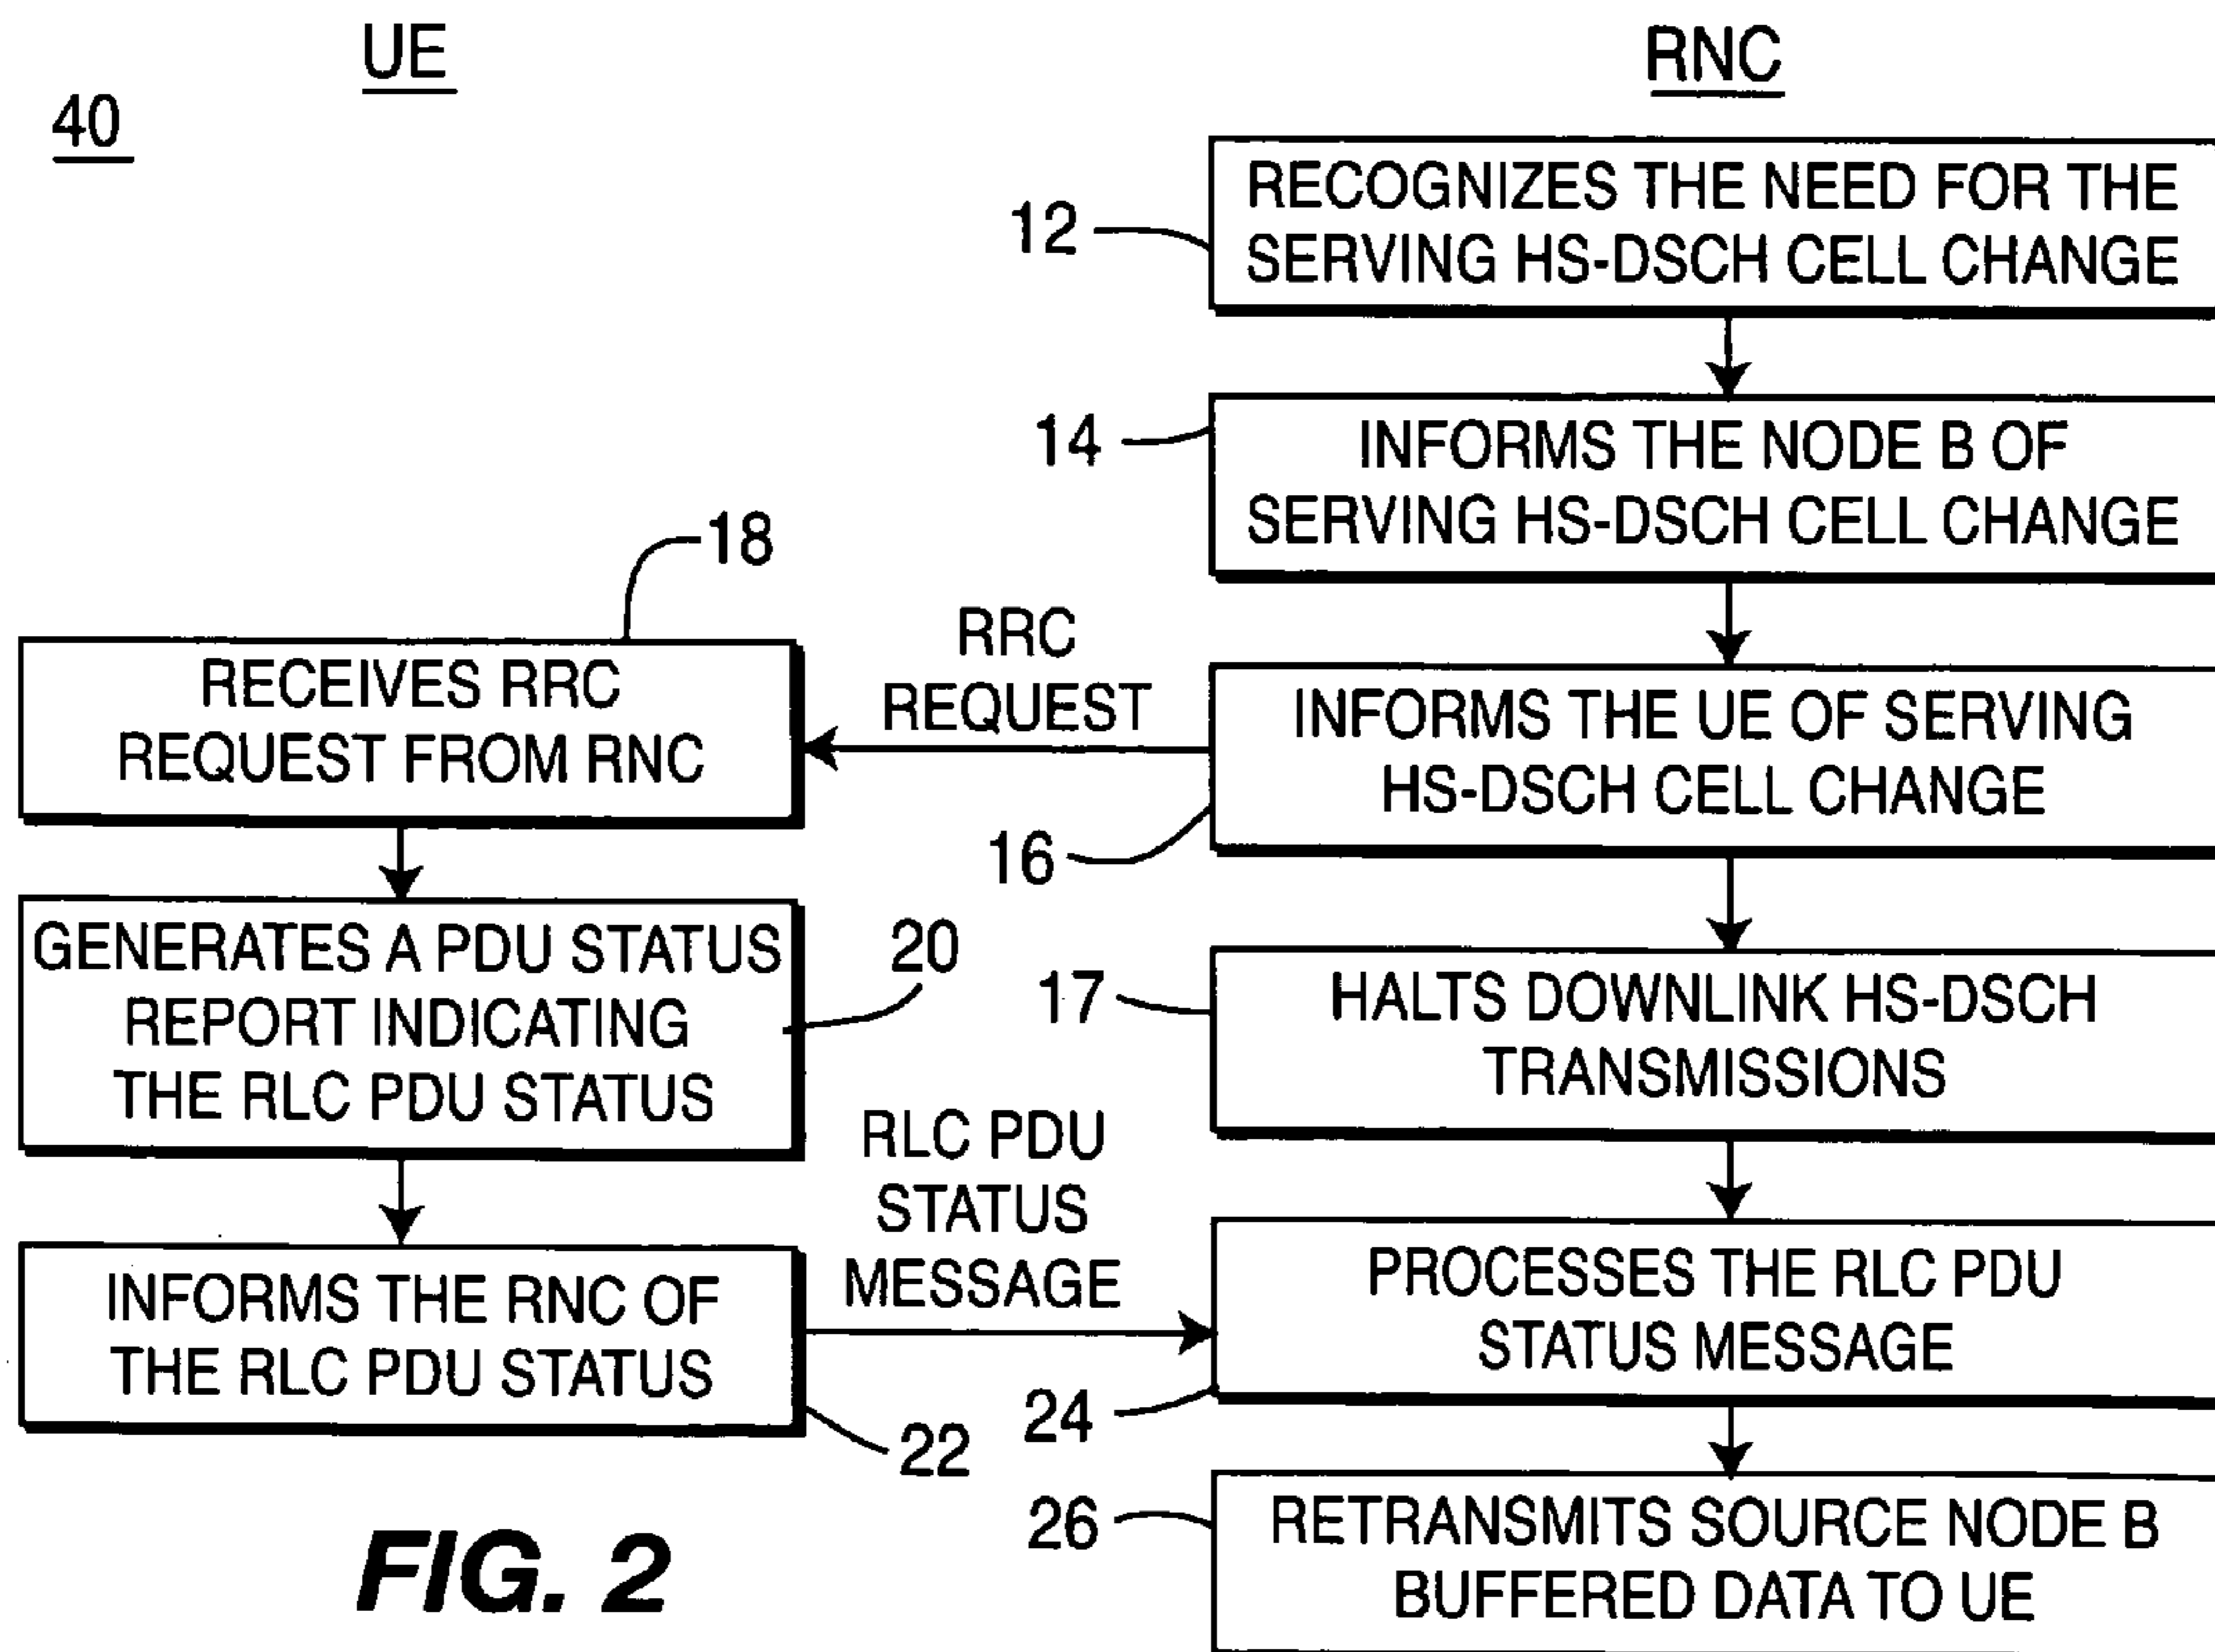 UE
RNC
40
12
RECOGNIZES THE NEED FOR THE
SERVING HS-DSCH CELL CHANGE
14
INFORMS THE NODE B OF
SERVING HS-DSCH CELL CHANGE
18
RECEIVES RRC
REQUEST FROM RNC
RRC
REQUEST
INFORMS THE UE OF SERVING
HS-DSCH CELL CHANGE
16
GENERATES A PDU STATUS
REPORT INDICATING
THE RLC PDU STATUS
20
17
HALTS DOWNLINK HS-DSCH
TRANSMISSIONS
RLC PDU
STATUS
MESSAGE
INFORMS THE RNC OF
THE RLC PDU STATUS
22
PROCESSES THE RLC PDU
STATUS MESSAGE
24
26
RETRANSMITS SOURCE NODE B
BUFFERED DATA TO UE
FIG. 2